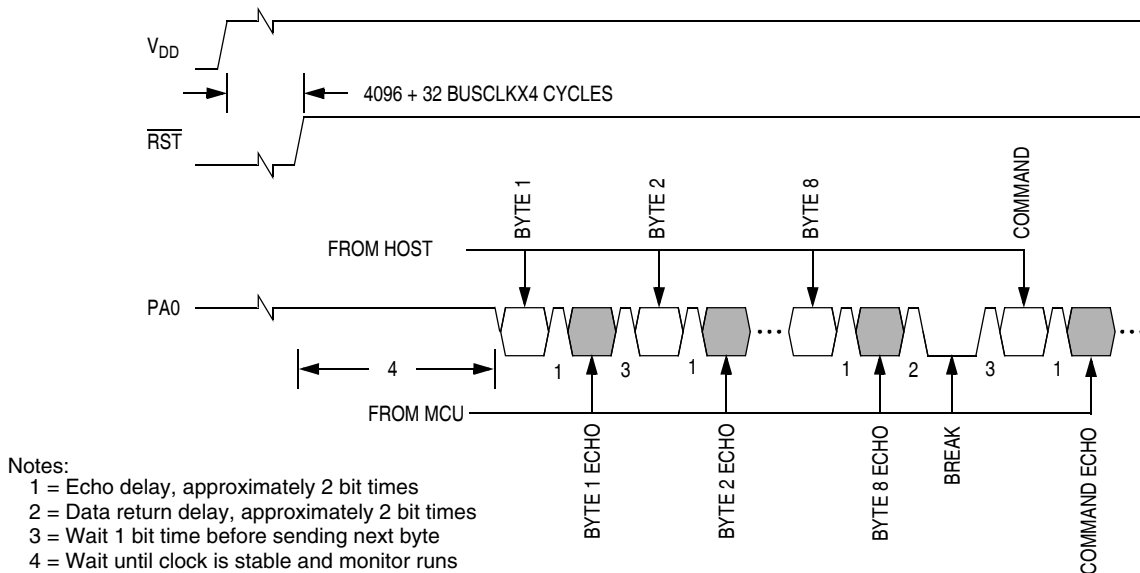 V_DD
4096 + 32 BUSCLKX4 CYCLES
RST
BYTE 1
BYTE 2
BYTE 8
COMMAND
FROM HOST
PA0
...
...
4
1
3
1
1
2
3
1
FROM MCU
BYTE 1 ECHO
BYTE 2 ECHO
BYTE 8 ECHO
BREAK
COMMAND ECHO
Notes:
1 = Echo delay, approximately 2 bit times
2 = Data return delay, approximately 2 bit times
3 = Wait 1 bit time before sending next byte
4 = Wait until clock is stable and monitor runs